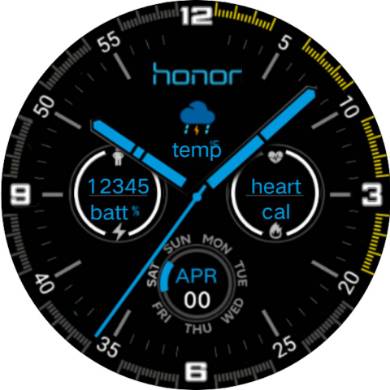 12
55
5
honor
50
10
temp °C
12345
batt %
heart
cal
9
3
SUN MON TUE WED THU FRI SAT
APR
00
40
20
35
25
6